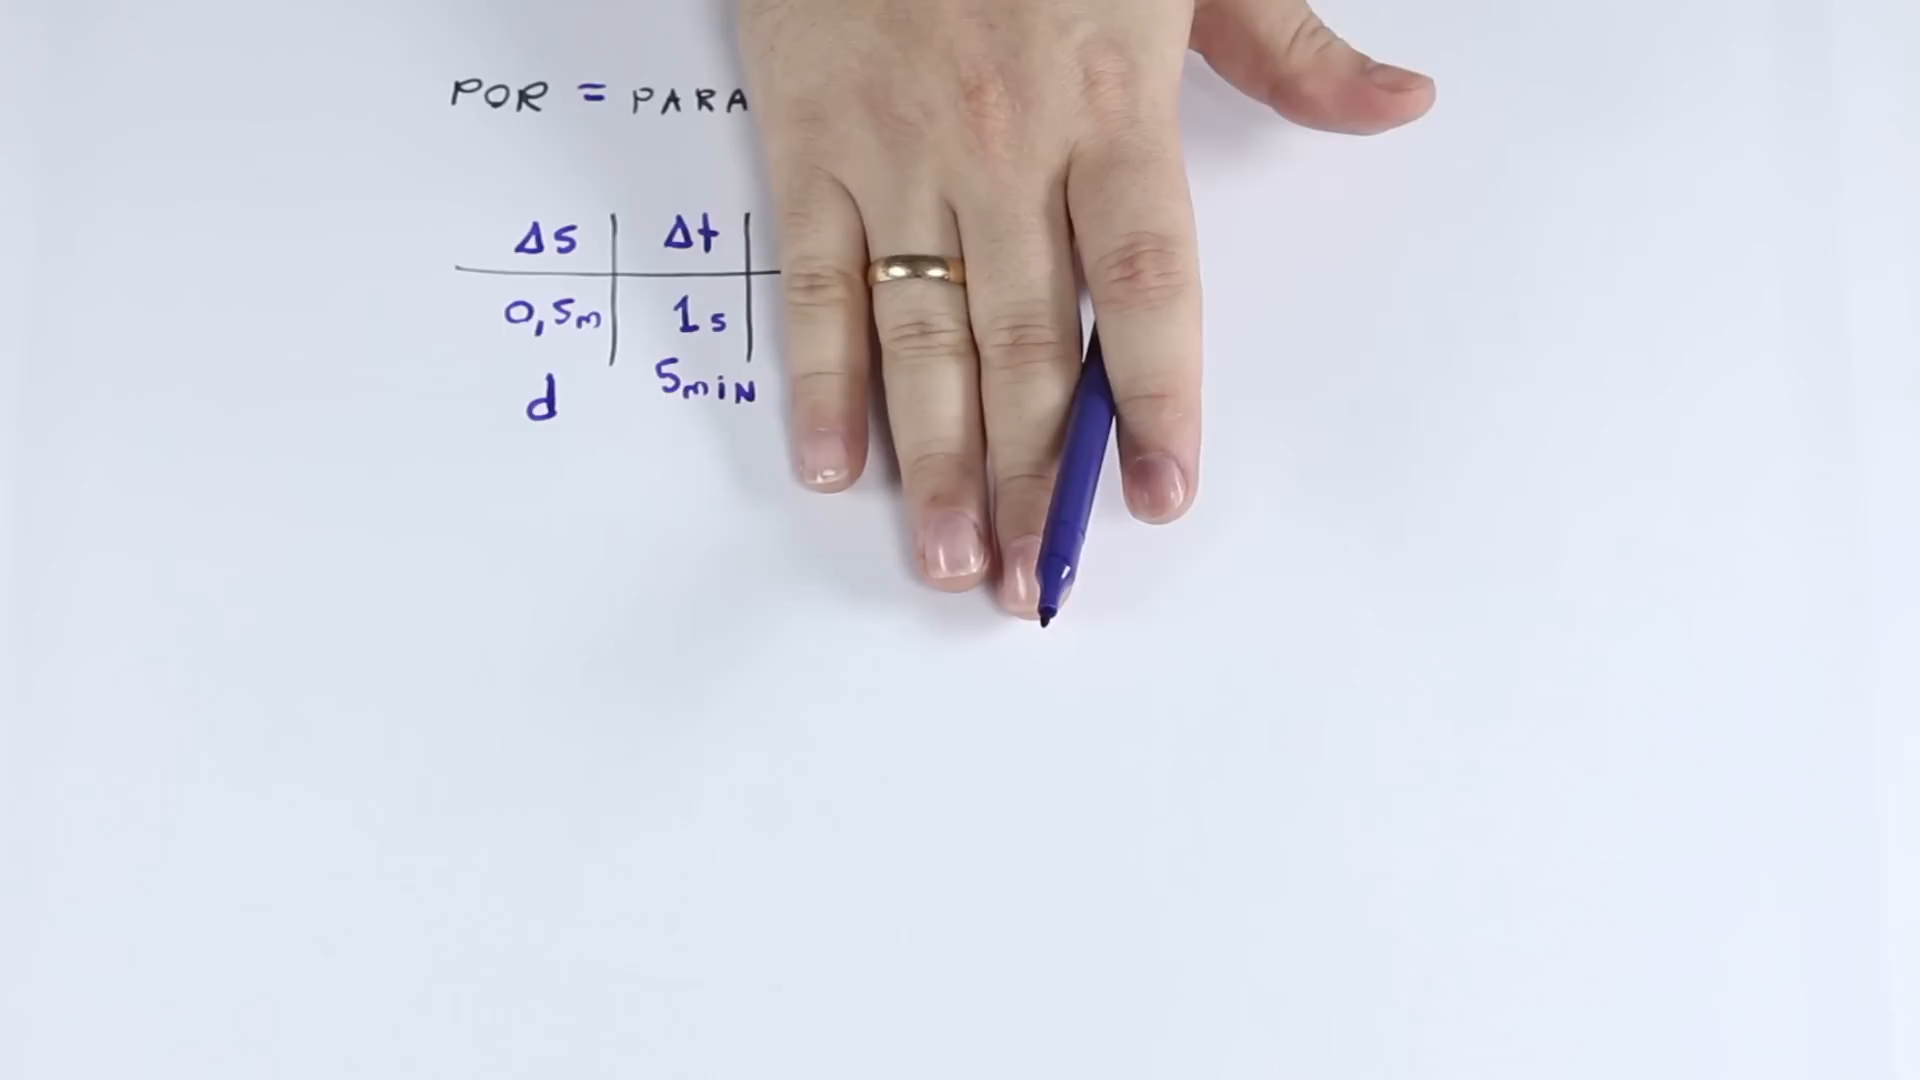 POR = PARA
Δs Δt
0,5m 1s
d 5miN